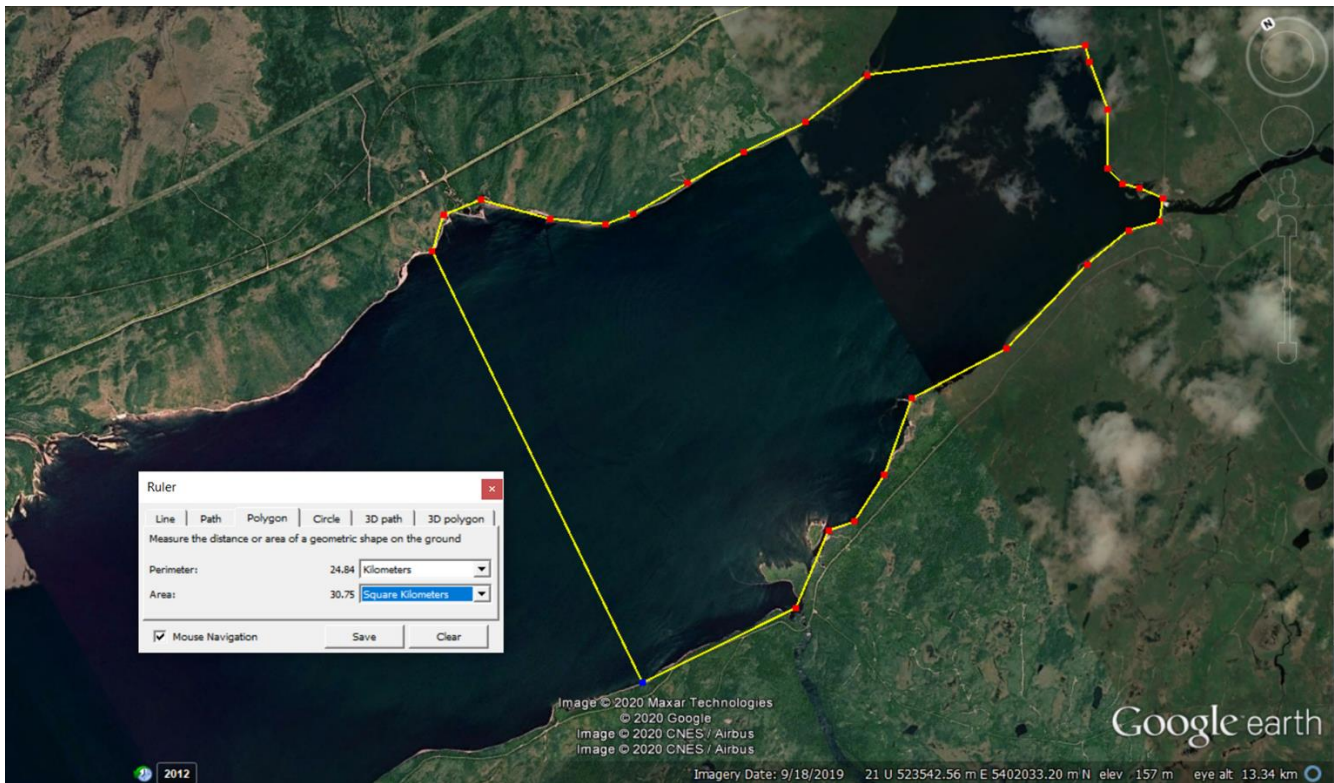 N
Ruler
Line Path Polygon Circle 3D path 3D polygon
Measure the distance or area of a geometric shape on the ground
Perimeter: 24.84 Kilometers
Area: 30.75 Square Kilometers
Mouse Navigation Save Clear
Image © 2020 Maxar Technologies
© 2020 Google
Image © 2020 CNES / Airbus
Image © 2020 CNES / Airbus
Google earth
2012
Imagery Date: 9/18/2019 21 U 523542.56 m E 5402033.20 m N elev 157 m eye alt 13.34 km